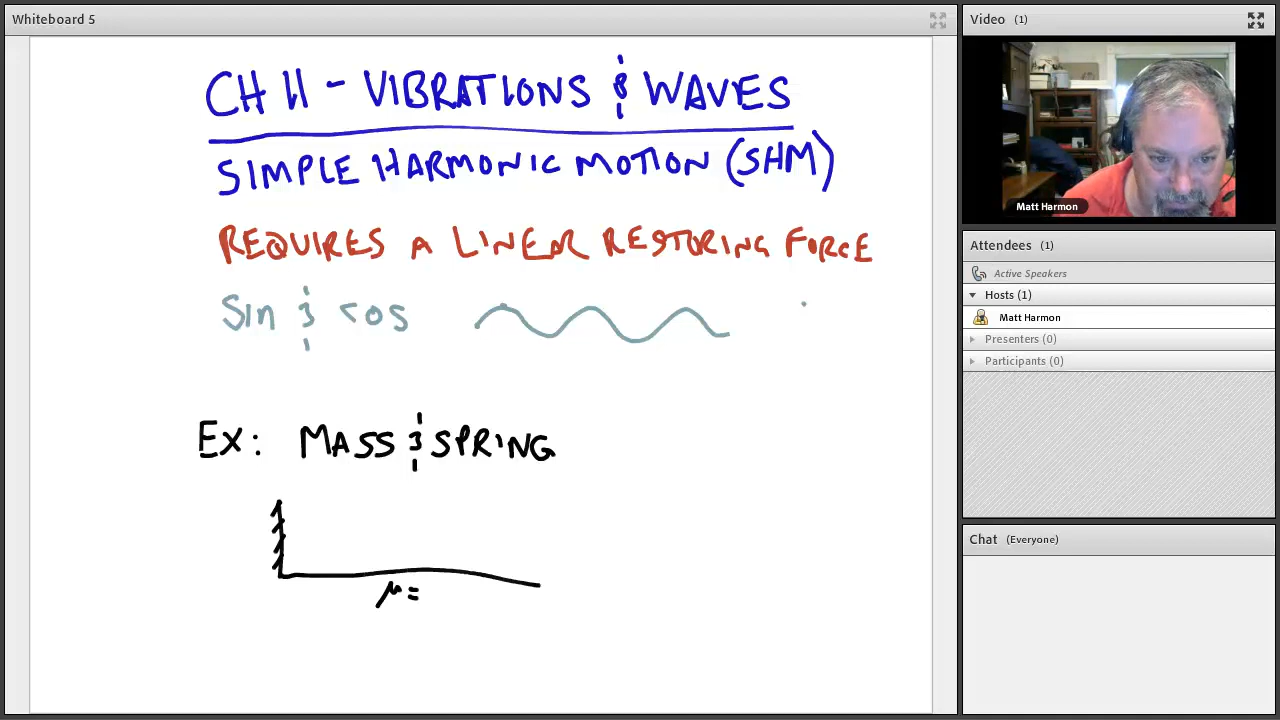 Whiteboard 5
CH 11 - VIBRATIONS & WAVES
SIMPLE HARMONIC MOTION (SHM)
REQUIRES A LINEAR RESTORING FORCE
Sin & cos
Ex: MASS & SPRING
μ =
Video (1)
Matt Harmon
Attendees (1)
Active Speakers
Hosts (1)
Matt Harmon
Presenters (0)
Participants (0)
Chat (Everyone)